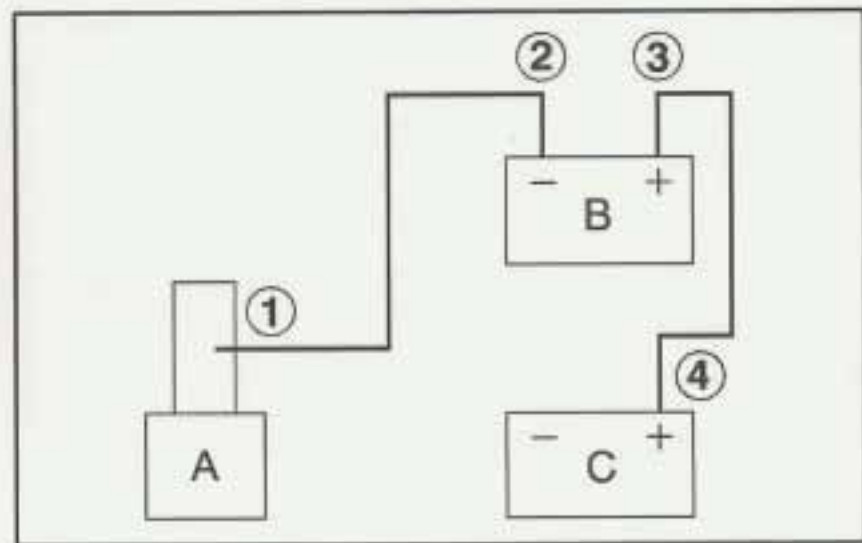 ② ③
− +
B
①
④
− +
A C